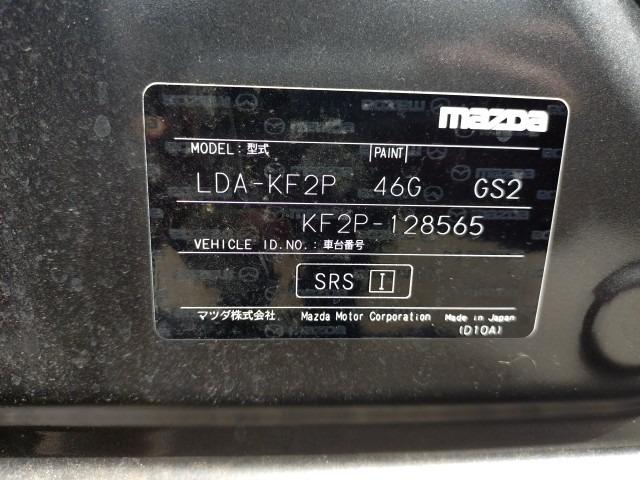 mazda
MODEL: 型式 PAINT
LDA-KF2P 46G GS2
KF2P-128565
VEHICLE ID.NO.: 車台番号
SRS I
マツダ株式会社 Mazda Motor Corporation Made in Japan
(D10A)